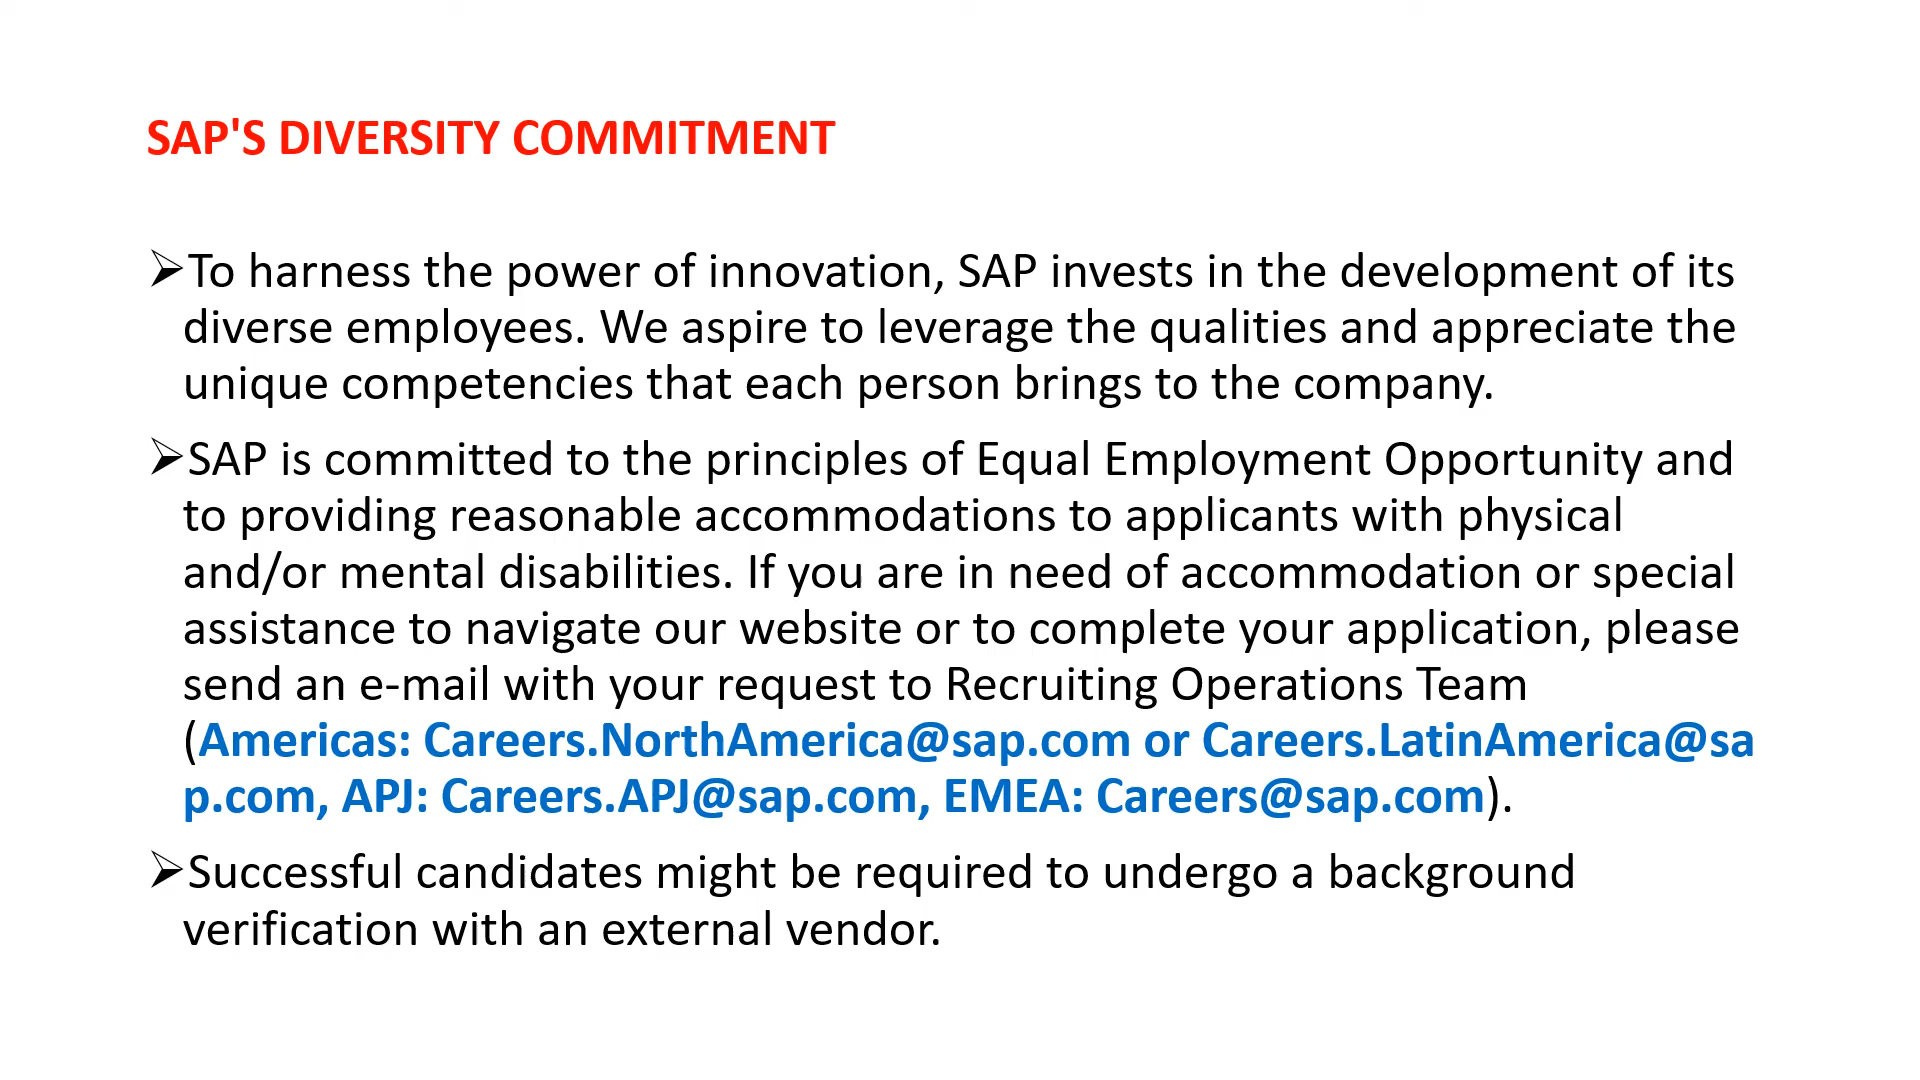 SAP'S DIVERSITY COMMITMENT
➢To harness the power of innovation, SAP invests in the development of its
diverse employees. We aspire to leverage the qualities and appreciate the
unique competencies that each person brings to the company.
➢SAP is committed to the principles of Equal Employment Opportunity and
to providing reasonable accommodations to applicants with physical
and/or mental disabilities. If you are in need of accommodation or special
assistance to navigate our website or to complete your application, please
send an e-mail with your request to Recruiting Operations Team
(Americas: Careers.NorthAmerica@sap.com or Careers.LatinAmerica@sa
p.com, APJ: Careers.APJ@sap.com, EMEA: Careers@sap.com).
➢Successful candidates might be required to undergo a background
verification with an external vendor.